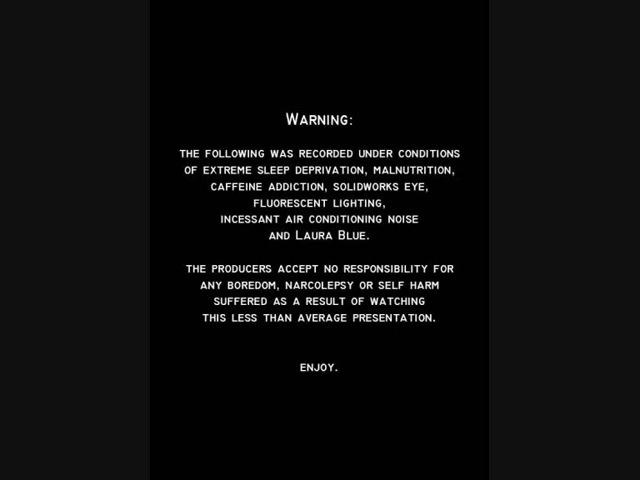 Warning:
the following was recorded under conditions
of extreme sleep deprivation, malnutrition,
caffeine addiction, solidworks eye,
fluorescent lighting,
incessant air conditioning noise
and Laura Blue.
the producers accept no responsibility for
any boredom, narcolepsy or self harm
suffered as a result of watching
this less than average presentation.
enjoy.